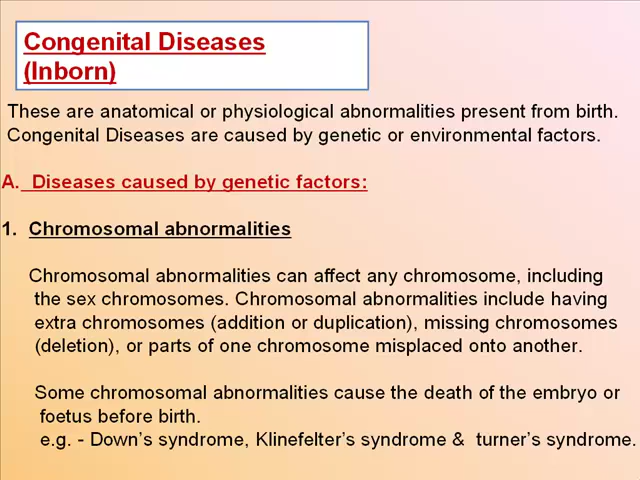 Congenital Diseases
(Inborn)
These are anatomical or physiological abnormalities present from birth.
Congenital Diseases are caused by genetic or environmental factors.
A. Diseases caused by genetic factors:
1. Chromosomal abnormalities
Chromosomal abnormalities can affect any chromosome, including
the sex chromosomes. Chromosomal abnormalities include having
extra chromosomes (addition or duplication), missing chromosomes
(deletion), or parts of one chromosome misplaced onto another.
Some chromosomal abnormalities cause the death of the embryo or
foetus before birth.
e.g. - Down's syndrome, Klinefelter's syndrome & turner's syndrome.